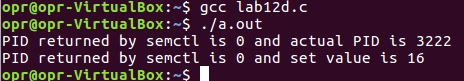 opr@opr-VirtualBox:~$ gcc lab12d.c
opr@opr-VirtualBox:~$ ./a.out
PID returned by semctl is 0 and actual PID is 3222
PID returned by semctl is 0 and set value is 16
opr@opr-VirtualBox:~$